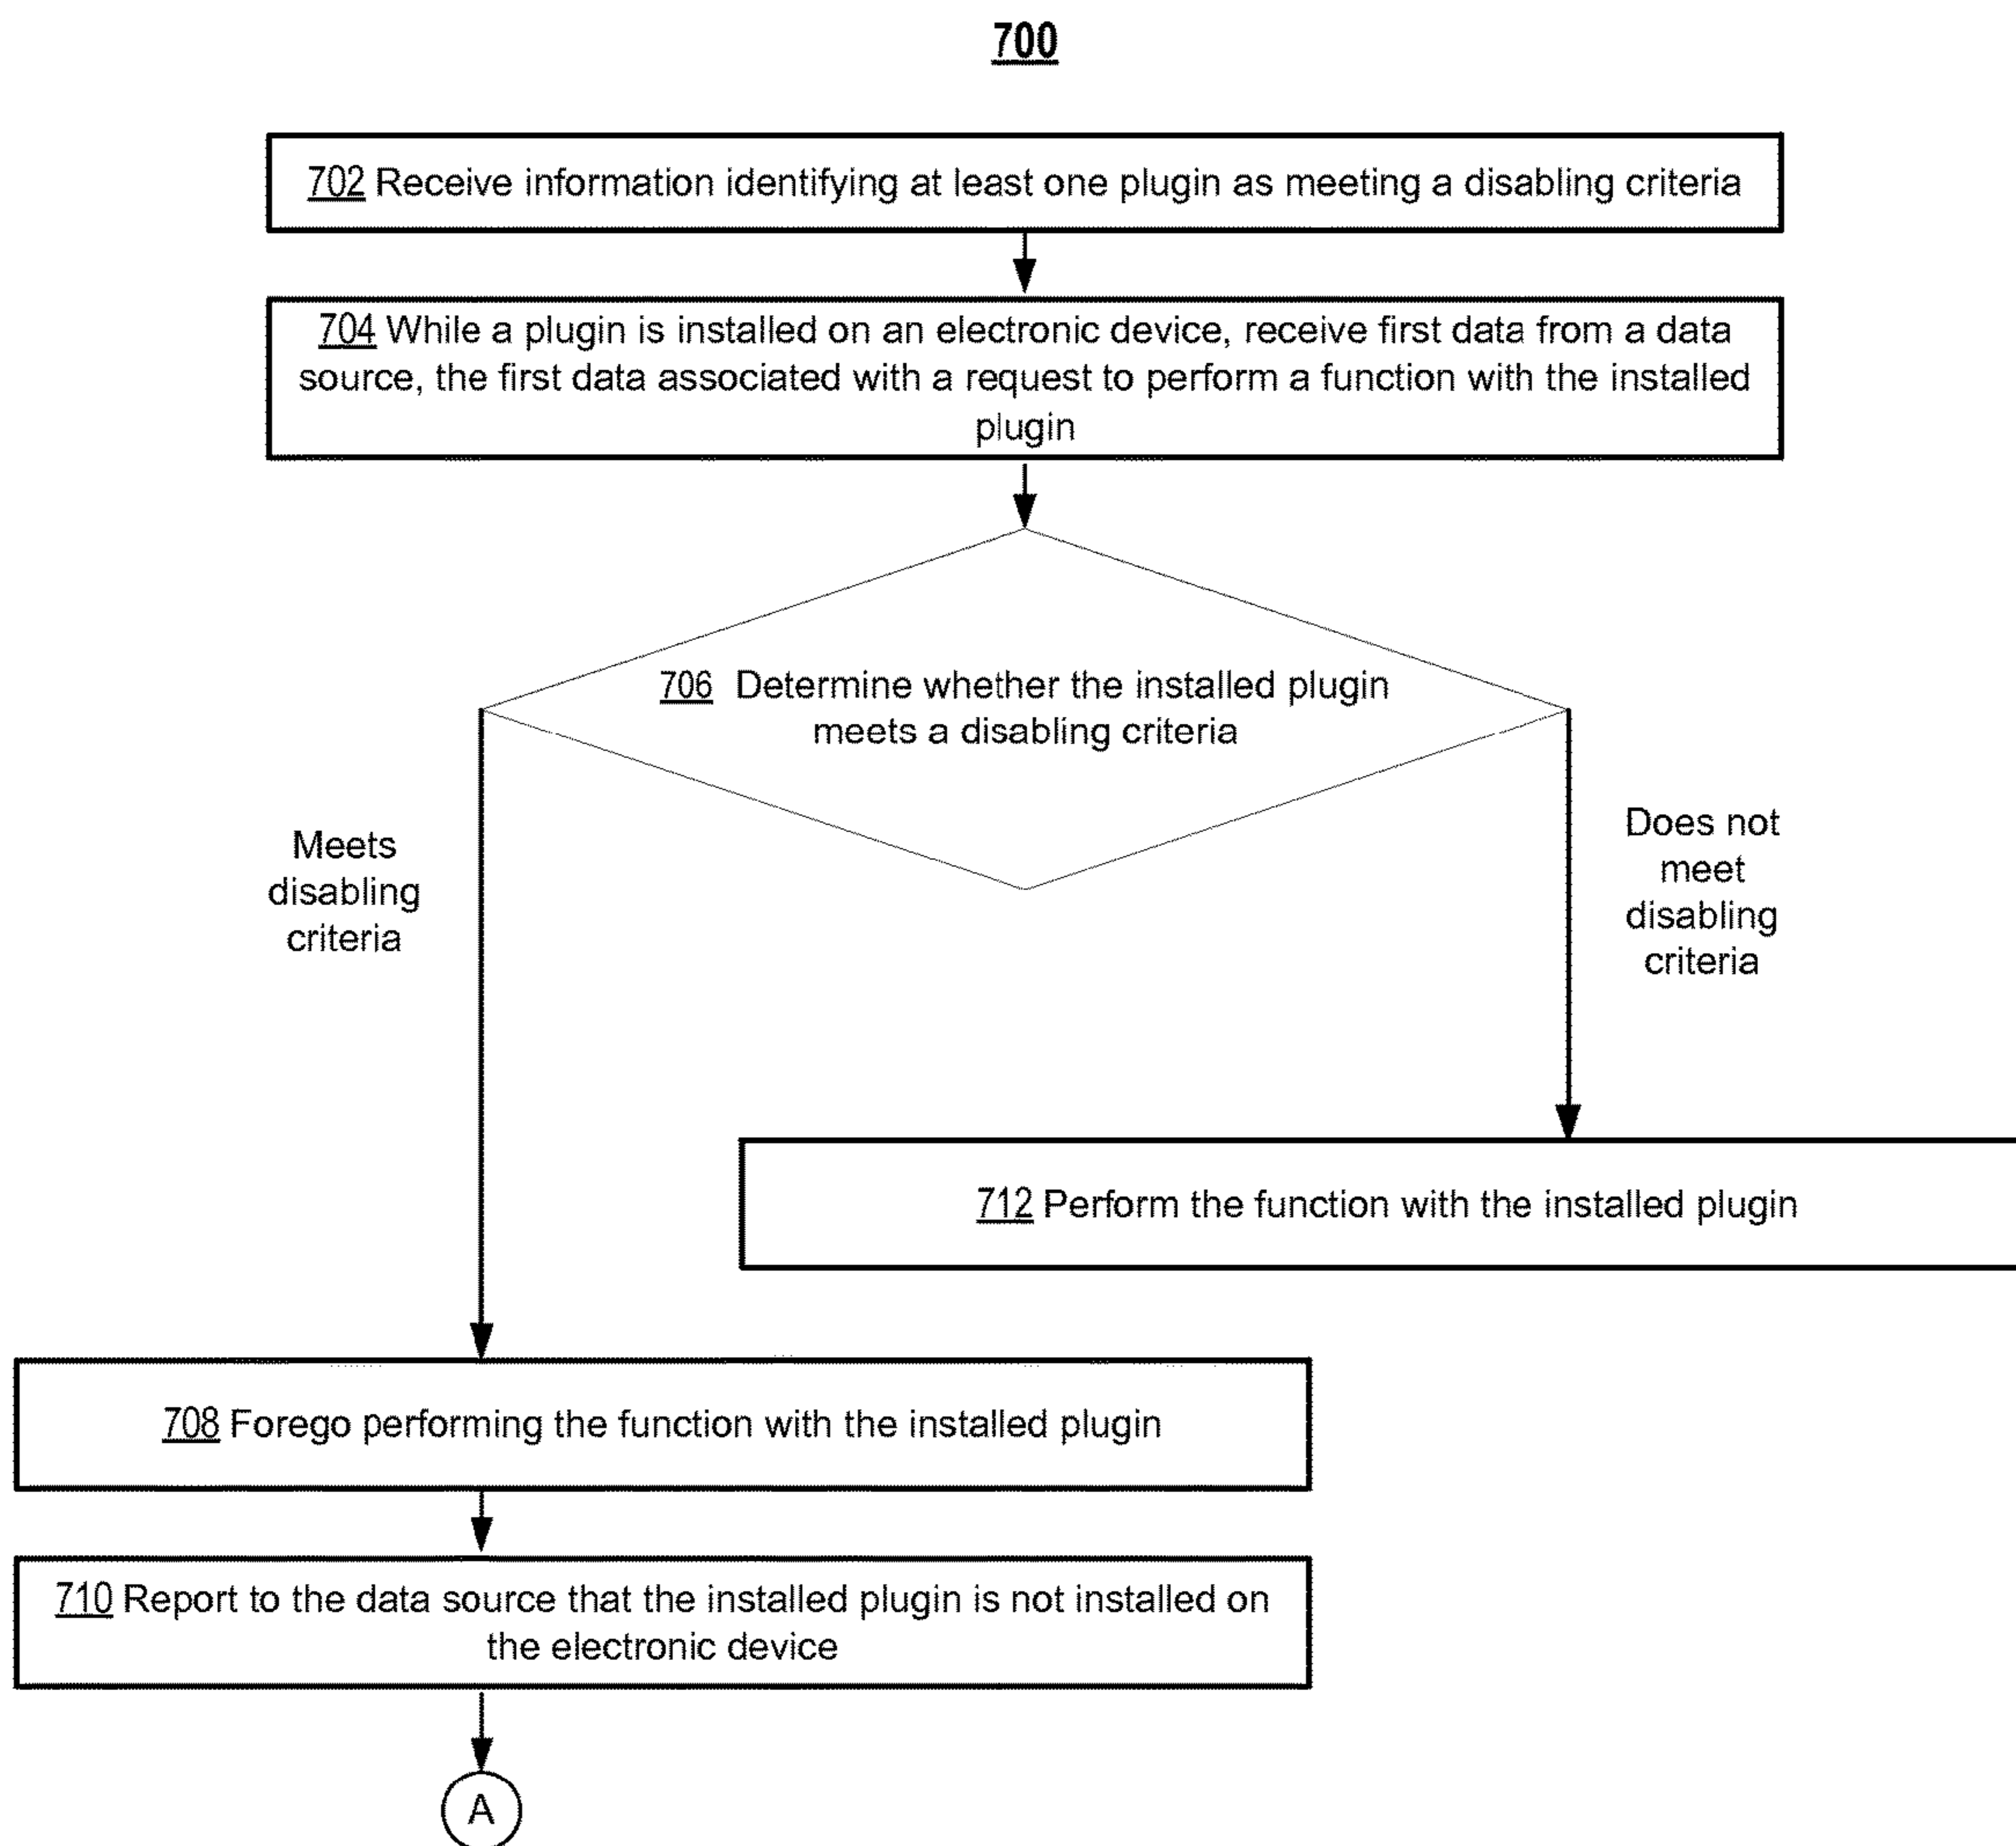 700
702 Receive information identifying at least one plugin as meeting a disabling criteria
704 While a plugin is installed on an electronic device, receive first data from a data
source, the first data associated with a request to perform a function with the installed
plugin
706 Determine whether the installed plugin
meets a disabling criteria
Meets
disabling
criteria
Does not
meet
disabling
criteria
712 Perform the function with the installed plugin
708 Forego performing the function with the installed plugin
710 Report to the data source that the installed plugin is not installed on
the electronic device
A